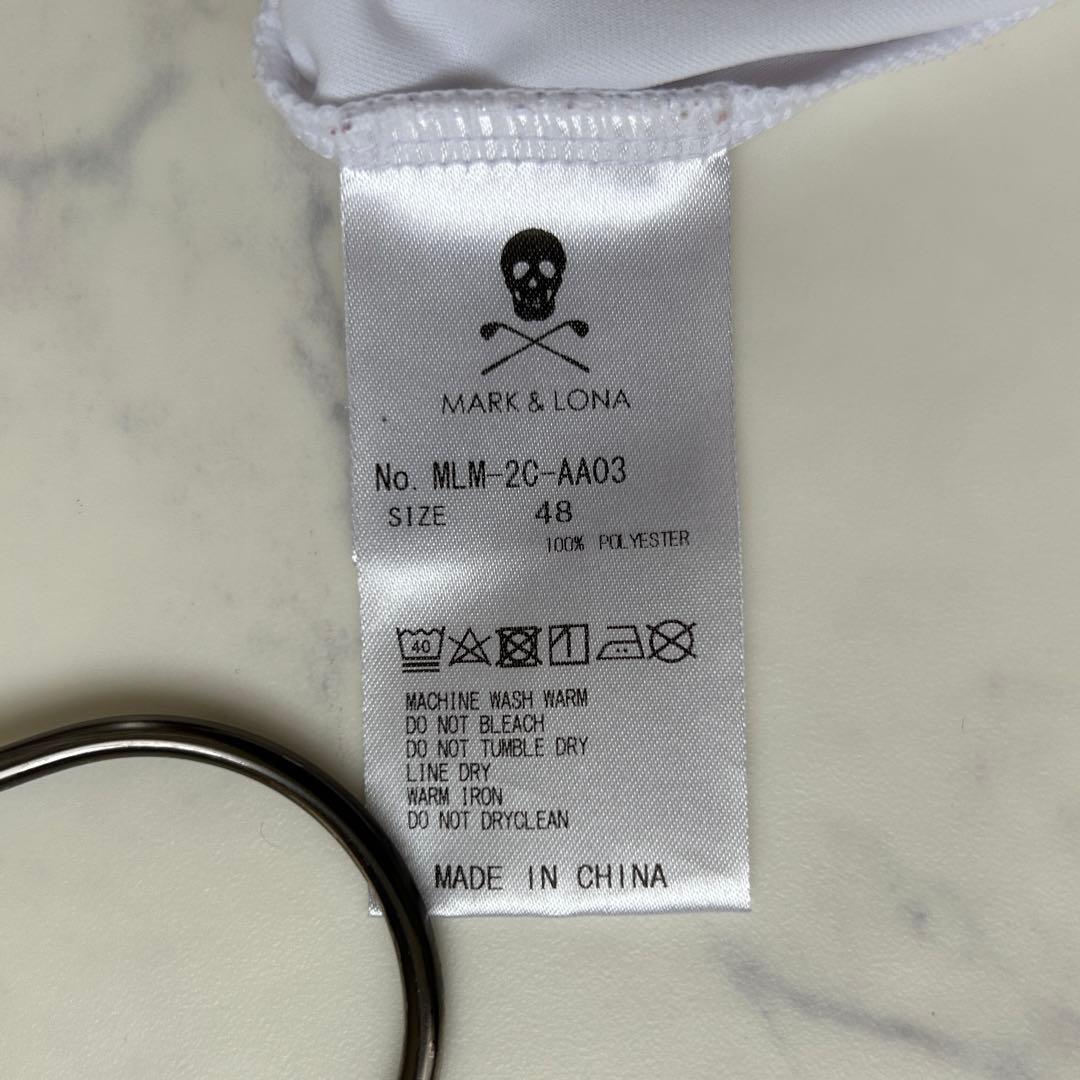 MARK & LONA
No. MLM-2C-AA03
SIZE 48
100% POLYESTER
40
MACHINE WASH WARM
DO NOT BLEACH
DO NOT TUMBLE DRY
LINE DRY
WARM IRON
DO NOT DRYCLEAN
MADE IN CHINA